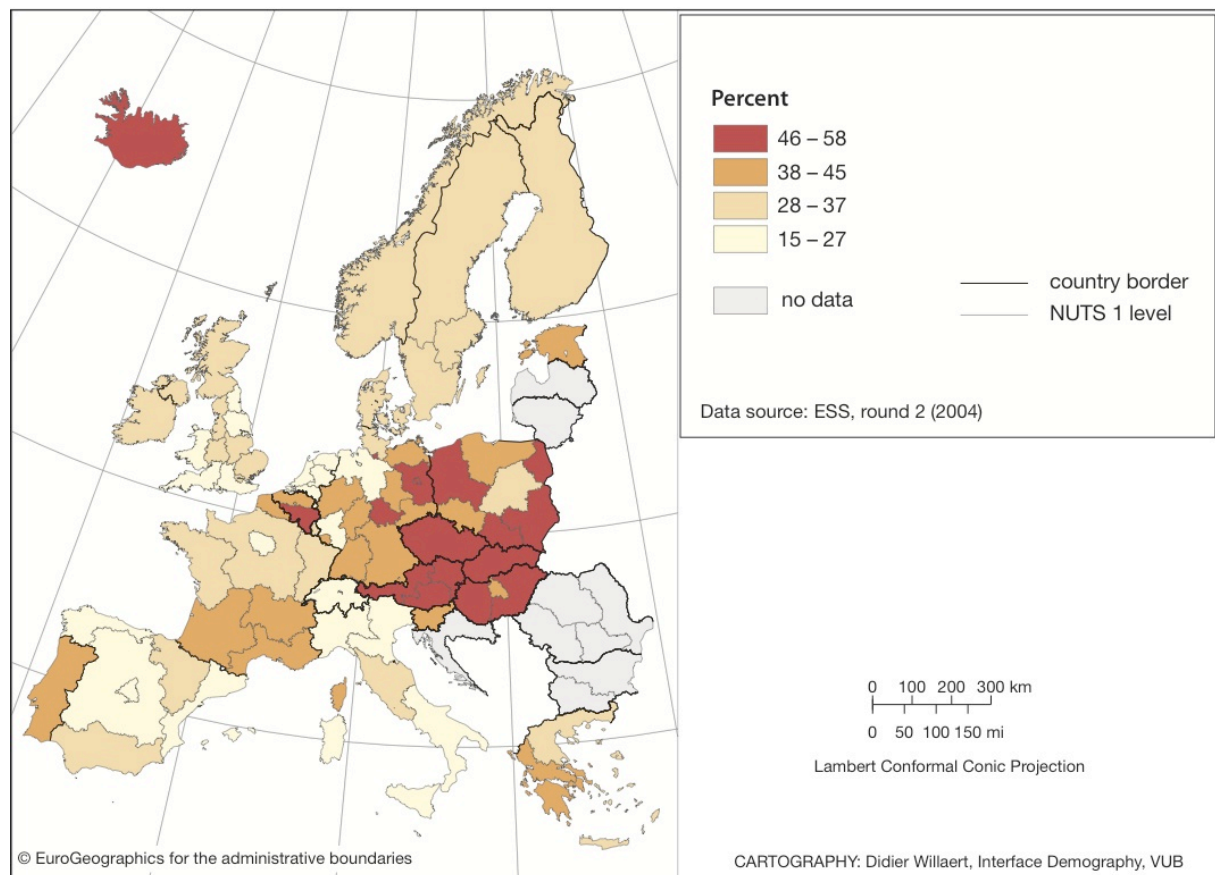 Percent
46 – 58
38 – 45
28 – 37
15 – 27
no data
country border
NUTS 1 level
Data source: ESS, round 2 (2004)
0 100 200 300 km
0 50 100 150 mi
Lambert Conformal Conic Projection
© EuroGeographics for the administrative boundaries
CARTOGRAPHY: Didier Willaert, Interface Demography, VUB